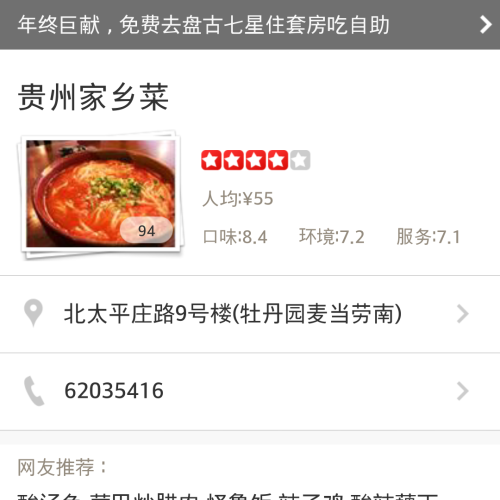 年终巨献，免费去盘古七星住套房吃自助
贵州家乡菜
94
人均:¥55
口味:8.4 环境:7.2 服务:7.1
北太平庄路9号楼(牡丹园麦当劳南)
62035416
网友推荐：